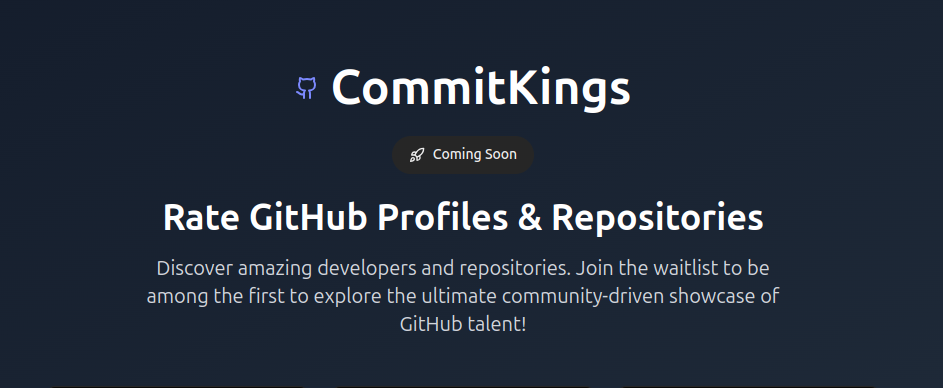 CommitKings
Coming Soon
Rate GitHub Profiles & Repositories
Discover amazing developers and repositories. Join the waitlist to be
among the first to explore the ultimate community-driven showcase of
GitHub talent!